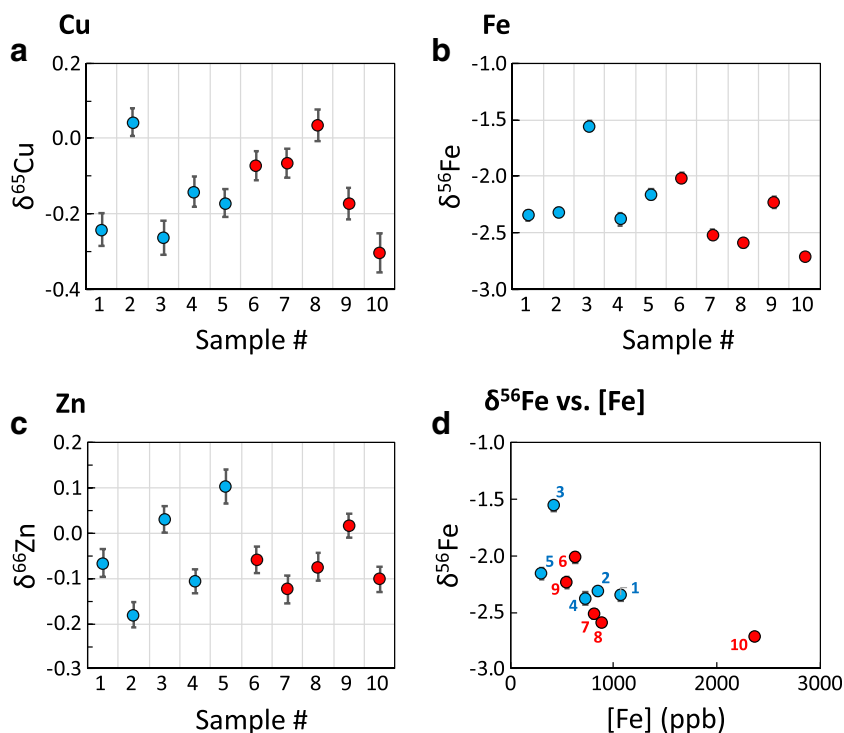 Cu
a
0.2
0.0
-0.2
-0.4
δ⁶⁵Cu
1 2 3 4 5 6 7 8 9 10
Sample #
Fe
b
-1.0
-1.5
-2.0
-2.5
-3.0
δ⁵⁶Fe
1 2 3 4 5 6 7 8 9 10
Sample #
Zn
c
0.2
0.1
0.0
-0.1
-0.2
-0.3
δ⁶⁶Zn
1 2 3 4 5 6 7 8 9 10
Sample #
δ⁵⁶Fe vs. [Fe]
d
-1.0
-1.5
-2.0
-2.5
-3.0
δ⁵⁶Fe
3
5 6
9 2 1
4
7
8
10
0 1000 2000 3000
[Fe] (ppb)